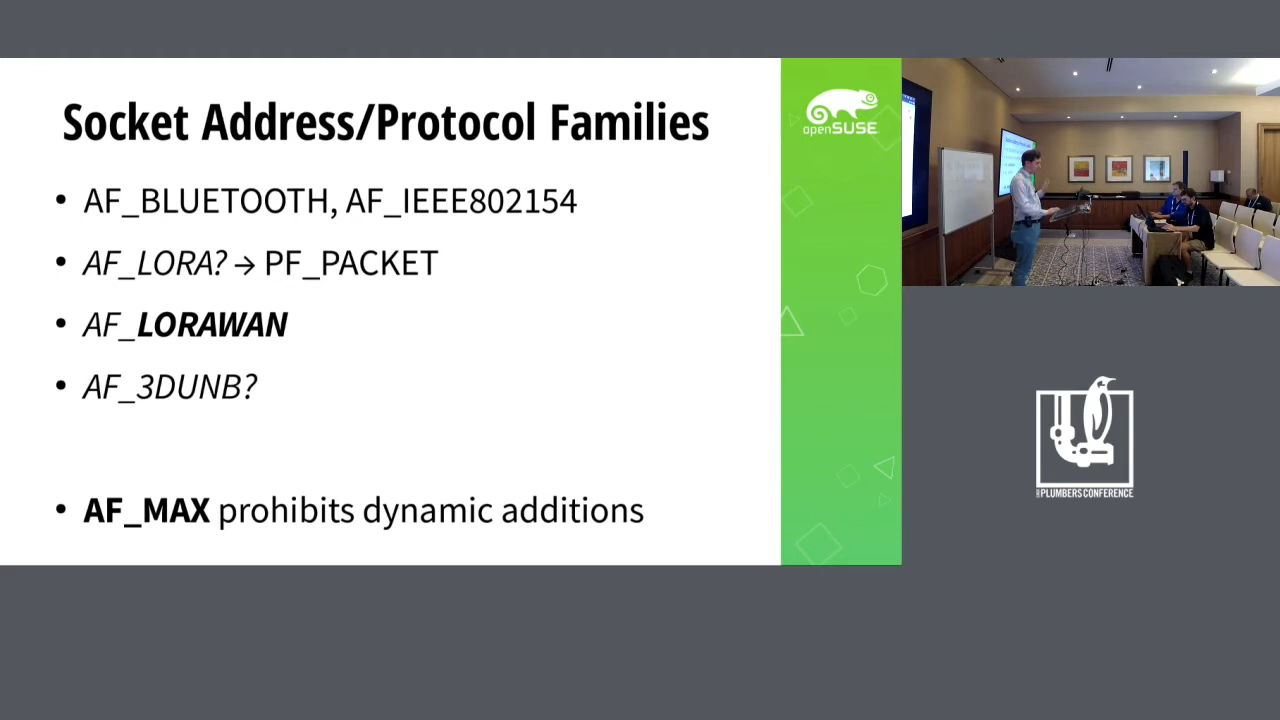 Socket Address/Protocol Families
openSUSE
• AF_BLUETOOTH, AF_IEEE802154
• AF_LORA? → PF_PACKET
• AF_LORAWAN
• AF_3DUNB?
• AF_MAX prohibits dynamic additions
PLUMBERS CONFERENCE